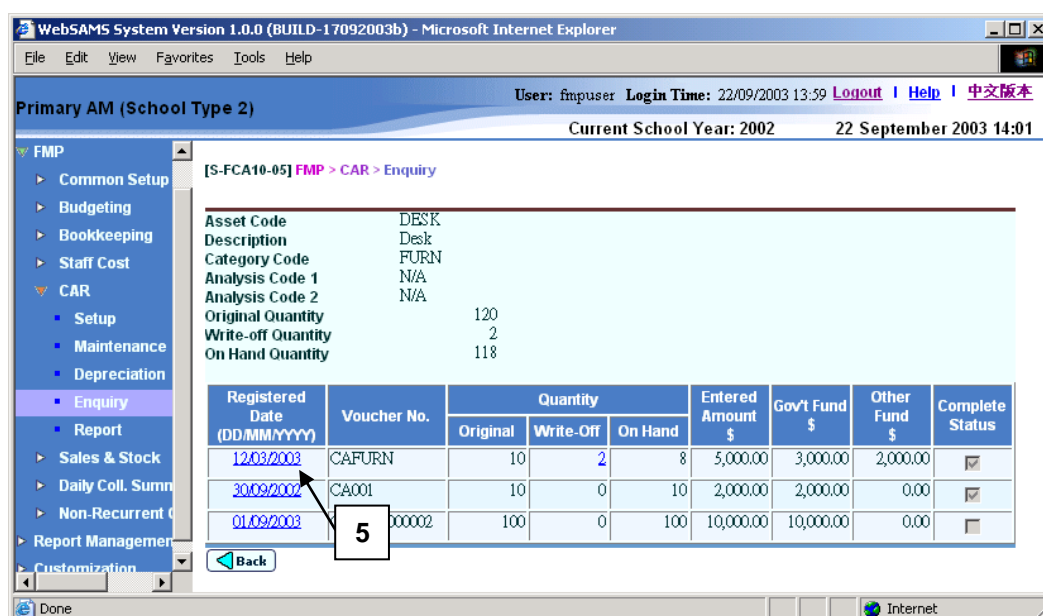 WebSAMS System Version 1.0.0 (BUILD-17092003b) - Microsoft Internet Explorer
File Edit View Favorites Tools Help
Primary AM (School Type 2)
User: fmpuser Login Time: 22/09/2003 13:59 Logout | Help | 中文版本
Current School Year: 2002 22 September 2003 14:01
FMP
Common Setup
Budgeting
Bookkeeping
Staff Cost
CAR
Setup
Maintenance
Depreciation
Enquiry
Report
Sales & Stock
Daily Coll. Summ
Non-Recurrent
Report Managemen
Customization
[S-FCA10-05] FMP > CAR > Enquiry
Asset Code DESK
Description Desk
Category Code FURN
Analysis Code 1 N/A
Analysis Code 2 N/A
Original Quantity 120
Write-off Quantity 2
On Hand Quantity 118
Registered Date (DD/MM/YYYY) Voucher No. Quantity Original Write-Off On Hand Entered Amount $ Gov't Fund $ Other Fund $ Complete Status
12/03/2003 CAFURN 10 2 8 5,000.00 3,000.00 2,000.00
30/09/2002 CA001 10 0 10 2,000.00 2,000.00 0.00
01/09/2003 000002 100 0 100 10,000.00 10,000.00 0.00
5
Back
Done Internet